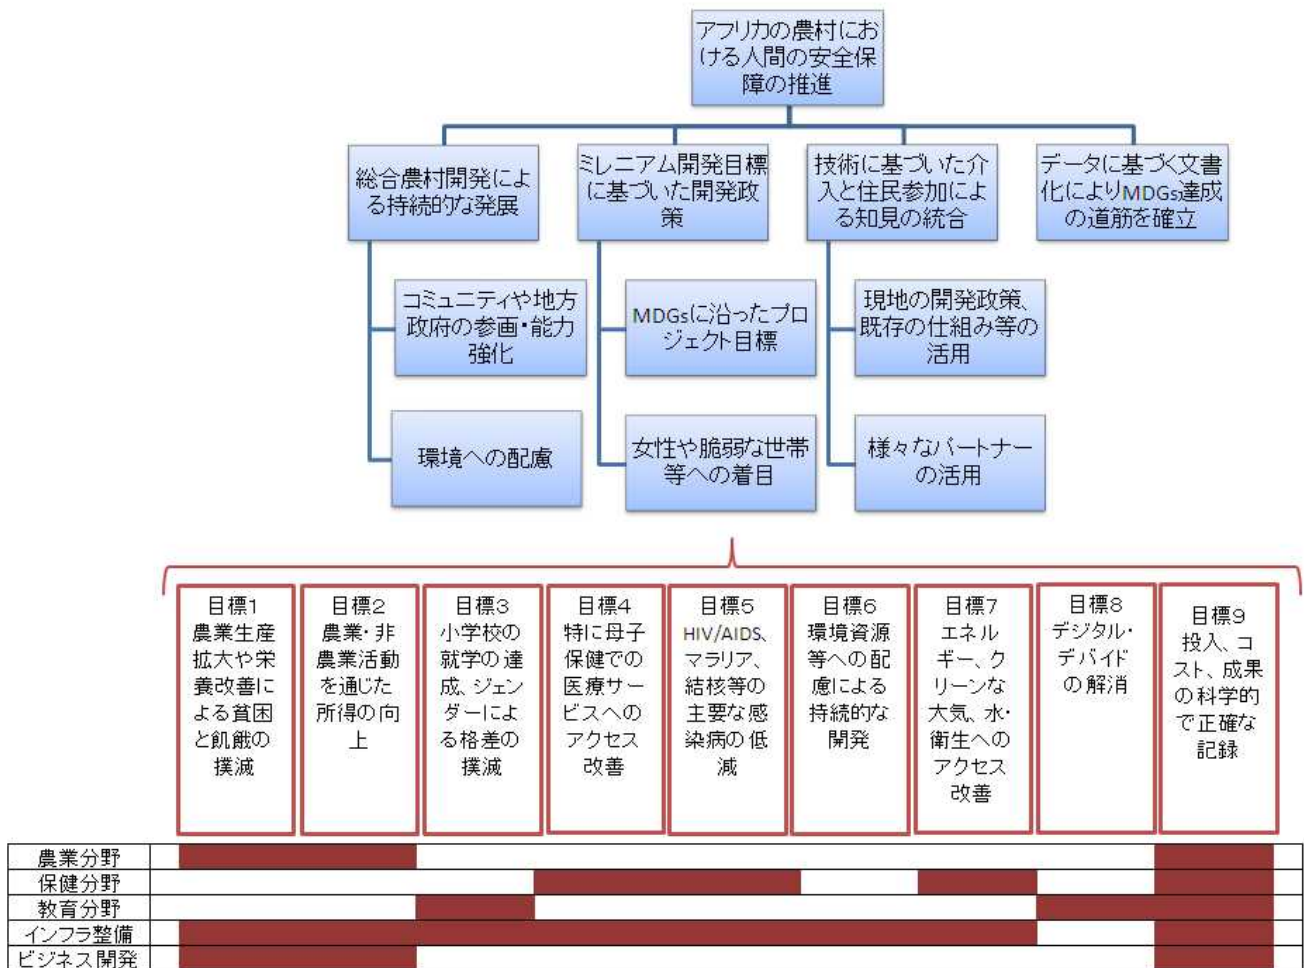 アフリカの農村にお
ける人間の安全保
障の推進
総合農村開発によ
る持続的な発展
ミレニアム開発目標
に基づいた開発政
策
技術に基づいた介
入と住民参加によ
る知見の統合
データに基づく文書
化によりMDGs達成
の道筋を確立
コミュニティや地方
政府の参画・能力
強化
MDGsに沿ったプロ
ジェクト目標
現地の開発政策、
既存の仕組み等の
活用
環境への配慮
女性や脆弱な世帯
等への着目
様々なパートナー
の活用
目標1
農業生産
拡大や栄
養改善に
よる貧困
と飢餓の
撲滅
目標2
農業・非
農業活動
を通じた
所得の向
上
目標3
小学校の
就学の達
成、ジェン
ダーによ
る格差の
撲滅
目標4
特に母子
保健での
医療サー
ビスへの
アクセス
改善
目標5
HIV/AIDS、
マラリア、
結核等の
主要な感
染病の低
減
目標6
環境資源
等への配
慮による
持続的な
開発
目標7
エネル
ギー、ク
リーンな
大気、水・
衛生への
アクセス
改善
目標8
デジタル・
デバイド
の解消
目標9
投入、コ
スト、成果
の科学的
で正確な
記録
農業分野
保健分野
教育分野
インフラ整備
ビジネス開発